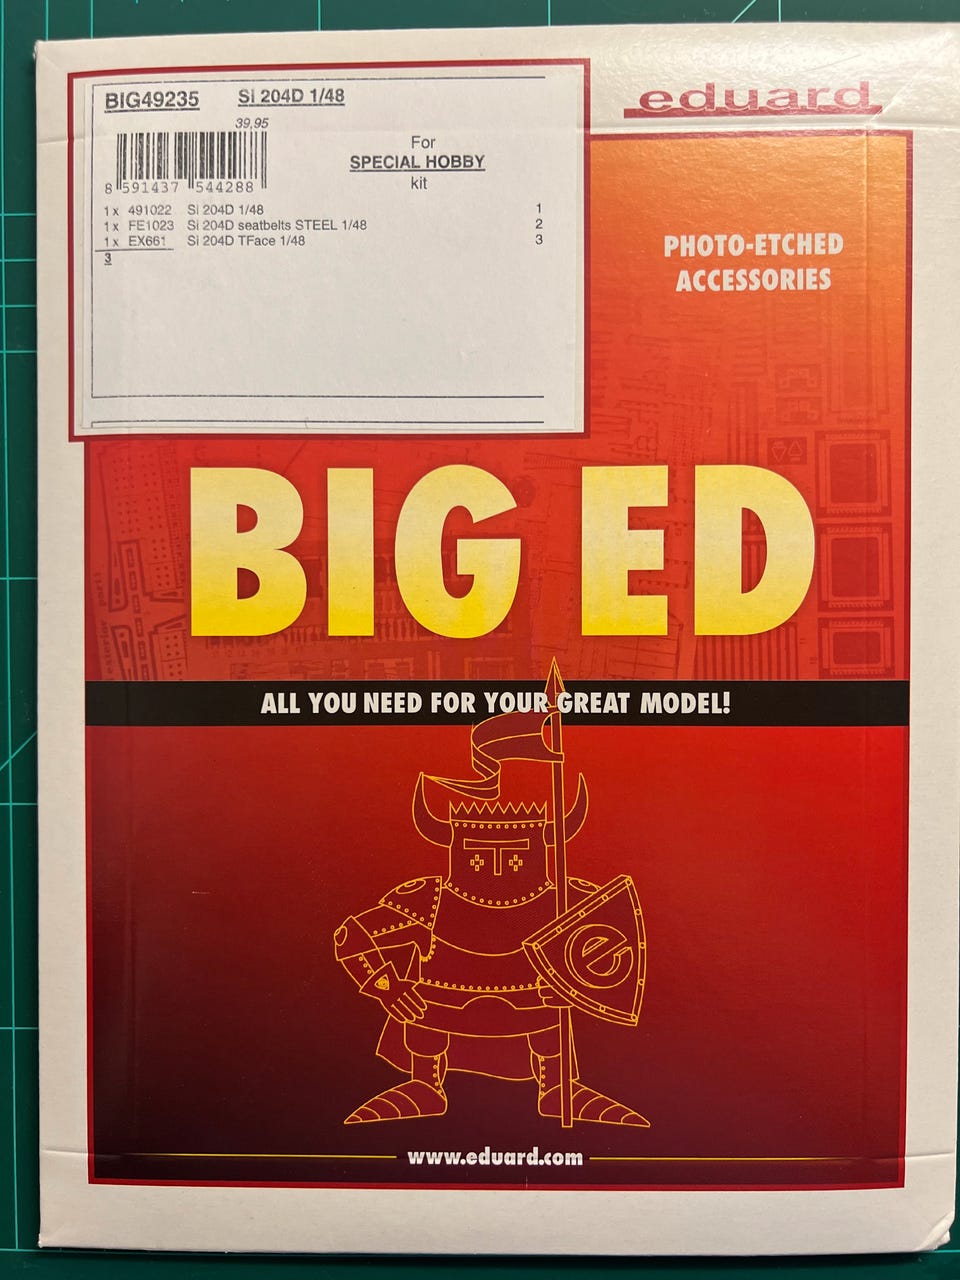 BIG49235 Si 204D 1/48
39,95
8 591437 544288
For
SPECIAL HOBBY
kit
1 x 491022 Si 204D 1/48 1
1 x FE1023 Si 204D seatbelts STEEL 1/48 2
1 x EX661 Si 204D TFace 1/48 3
3
eduard
PHOTO-ETCHED
ACCESSORIES
BIG ED
ALL YOU NEED FOR YOUR GREAT MODEL!
e
www.eduard.com